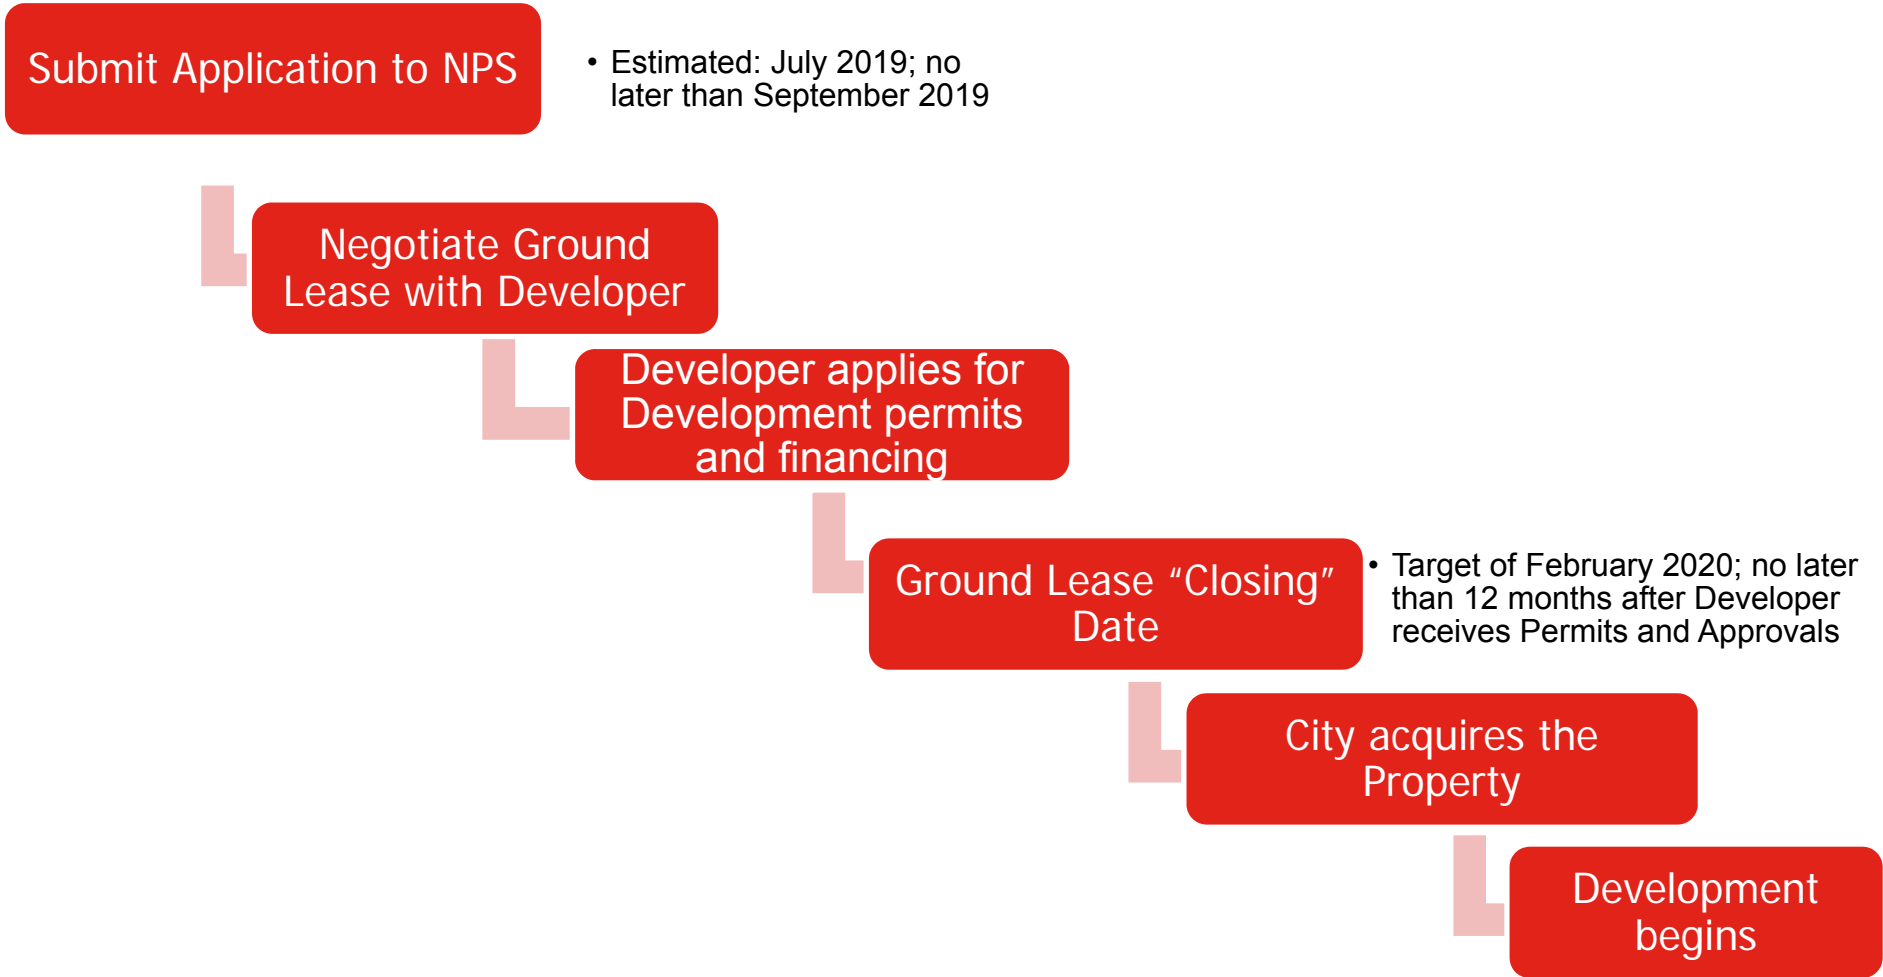 Submit Application to NPS
• Estimated: July 2019; no
later than September 2019
Negotiate Ground
Lease with Developer
Developer applies for
Development permits
and financing
Ground Lease “Closing”
Date
• Target of February 2020; no later
than 12 months after Developer
receives Permits and Approvals
City acquires the
Property
Development
begins